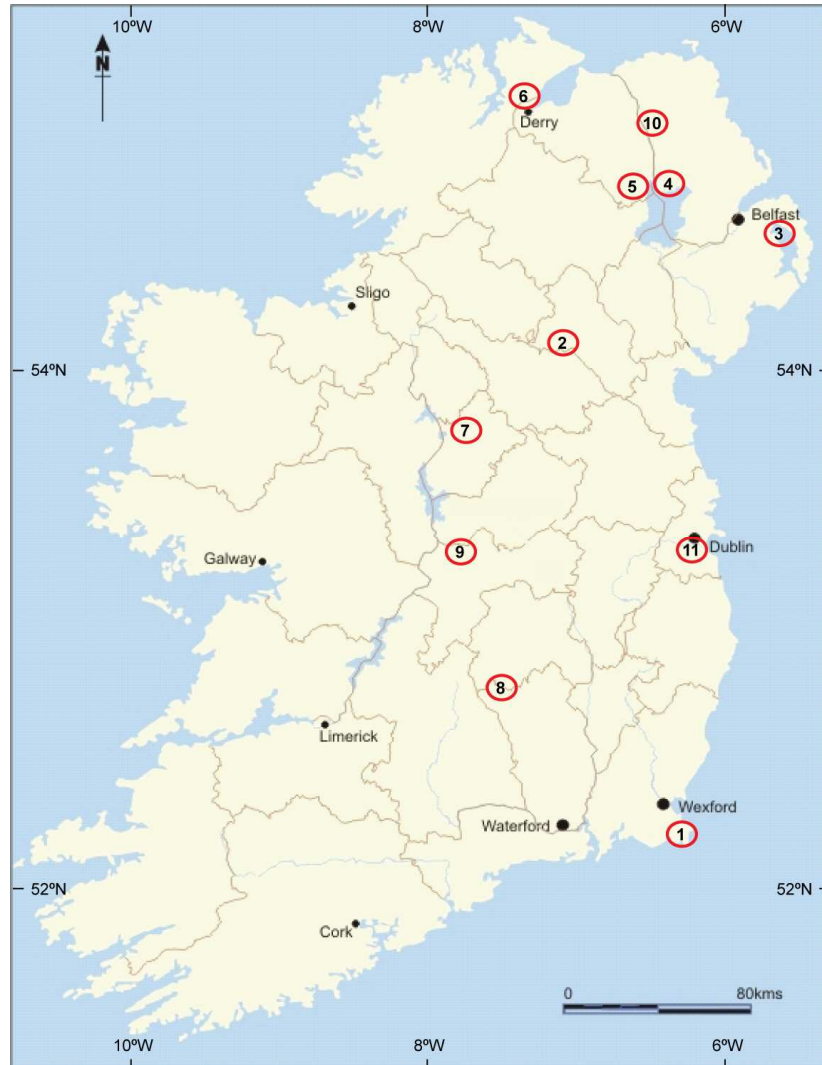 10ºW 8ºW 6ºW
N
6
Derry
10
5 4
Belfast
3
Sligo
2
54ºN 54ºN
7
9
Galway
11 Dublin
8
Limerick
Wexford
Waterford
1
52ºN 52ºN
Cork
0 80kms
10ºW 8ºW 6ºW